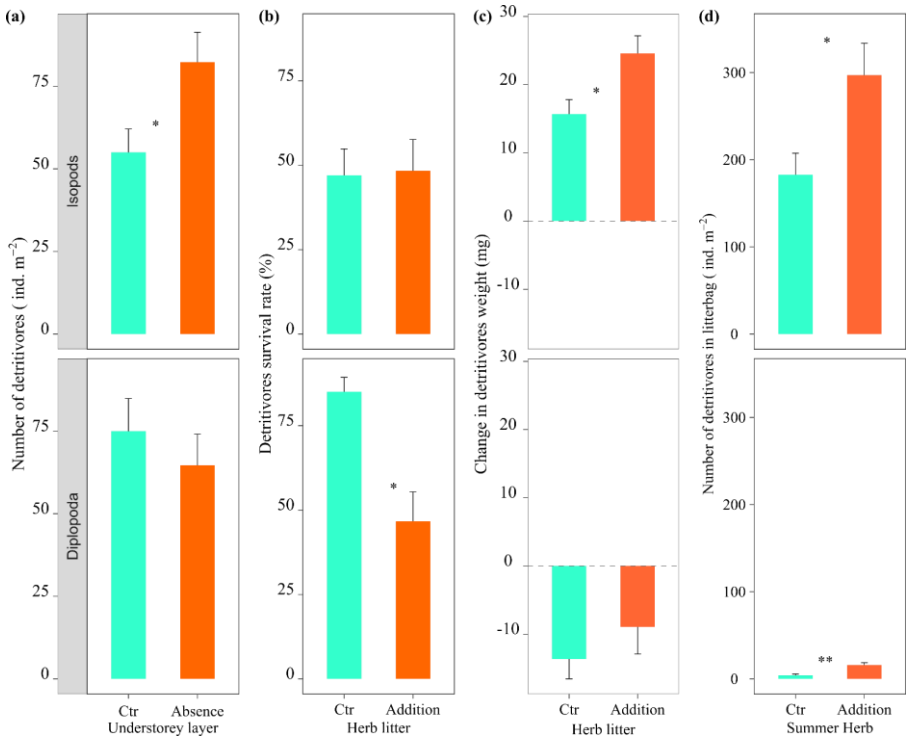 (a)
(b)
(c)
(d)
Number of detritivores ( ind. m−2)
Isopods
Diplopoda
75
50
25
0
*
75
50
25
0
Ctr Absence
Understorey layer
Detritivores survival rate (%)
75
50
25
0
75
50
25
0
*
Ctr Addition
Herb litter
Change in detritivores weight (mg)
30
20
10
0
-10
*
30
20
10
0
-10
Ctr Addition
Herb litter
Number of detritivores in litterbag ( ind. m−2)
300
200
100
0
*
300
200
100
0
**
Ctr Addition
Summer Herb